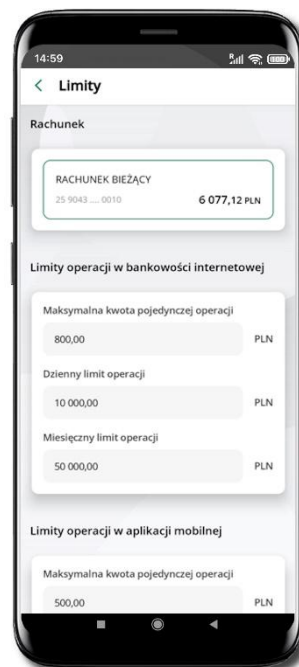 14:59
R
Limity
Rachunek
RACHUNEK BIEŻĄCY
25 9043 .... 0010 6 077,12 PLN
Limity operacji w bankowości internetowej
Maksymalna kwota pojedynczej operacji
800,00 PLN
Dzienny limit operacji
10 000,00 PLN
Miesięczny limit operacji
50 000,00 PLN
Limity operacji w aplikacji mobilnej
Maksymalna kwota pojedynczej operacji
500,00 PLN